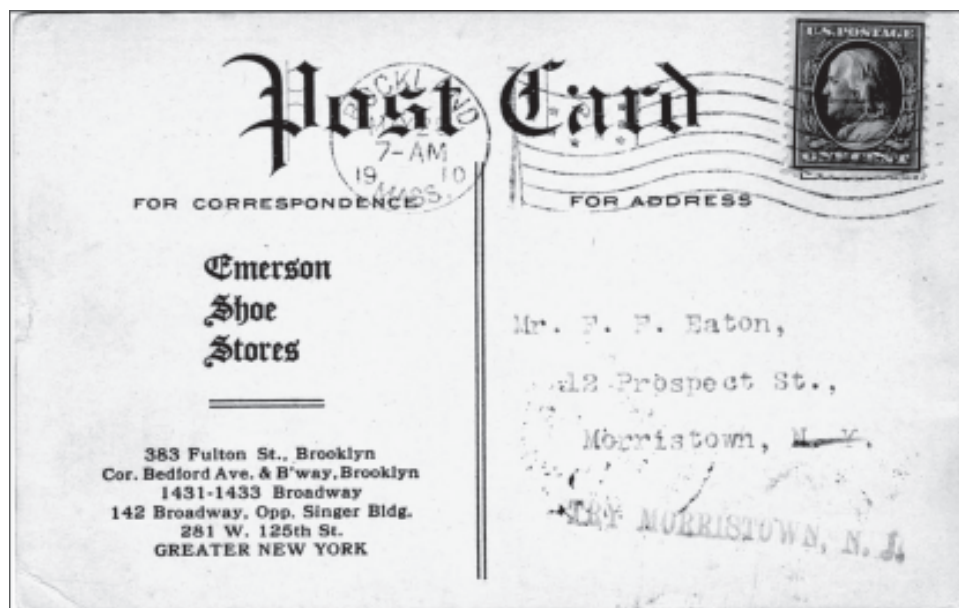 U.S. POSTAGE
ONE CENT
Post Card
7-AM
19 10
MASS.
FOR CORRESPONDENCE
FOR ADDRESS
Emerson
Shoe
Stores
383 Fulton St., Brooklyn
Cor. Bedford Ave. & B'way, Brooklyn
1431-1433 Broadway
142 Broadway, Opp. Singer Bldg.
281 W. 125th St.
GREATER NEW YORK
Mr. F. F. Eaton,
12 Prospect St.,
Morristown, N. Y.
TRY MORRISTOWN, N. J.